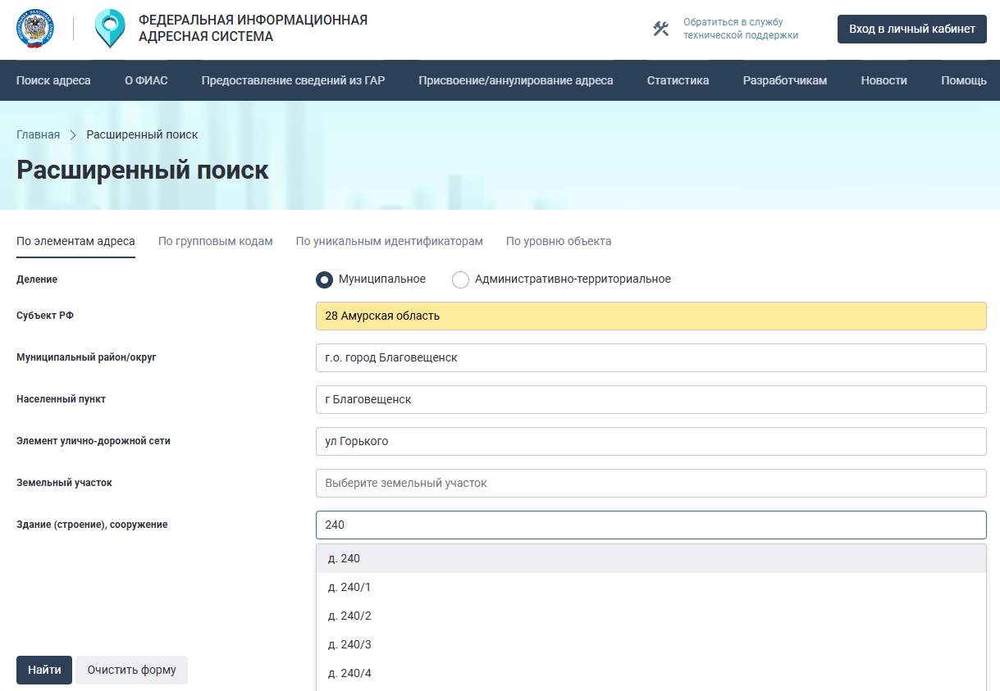 ФЕДЕРАЛЬНАЯ ИНФОРМАЦИОННАЯ
АДРЕСНАЯ СИСТЕМА
Обратиться в службу
технической поддержки
Вход в личный кабинет
Поиск адреса О ФИАС Предоставление сведений из ГАР Присвоение/аннулирование адреса Статистика Разработчикам Новости Помощь
Главная Расширенный поиск
Расширенный поиск
По элементам адреса По групповым кодам По уникальным идентификаторам По уровню объекта
Деление Муниципальное Административно-территориальное
Субъект РФ 28 Амурская область
Муниципальный район/округ г.о. город Благовещенск
Населенный пункт г Благовещенск
Элемент улично-дорожной сети ул Горького
Земельный участок Выберите земельный участок
Здание (строение), сооружение 240
д. 240
д. 240/1
д. 240/2
д. 240/3
д. 240/4
Найти Очистить форму